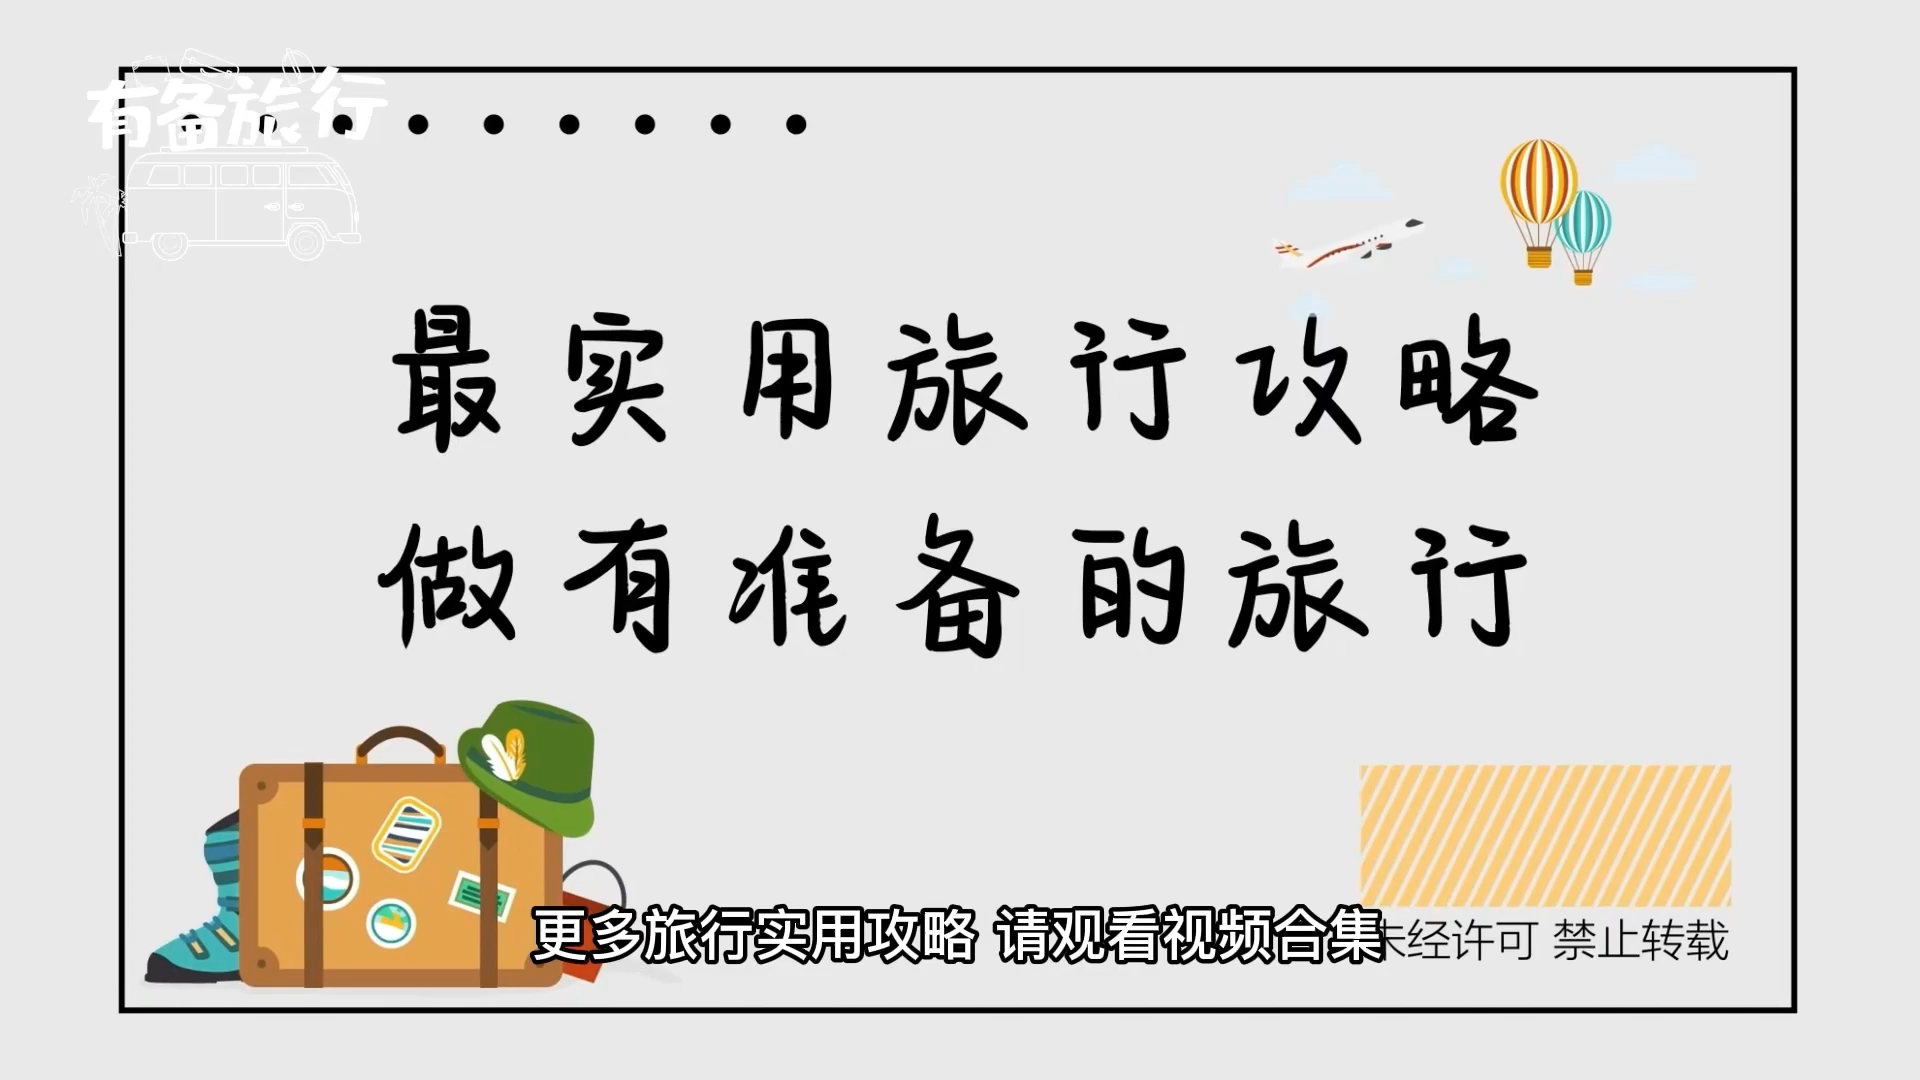 有备旅行
最实用旅行攻略
做有准备的旅行
更多旅行实用攻略 请观看视频合集
未经许可 禁止转载